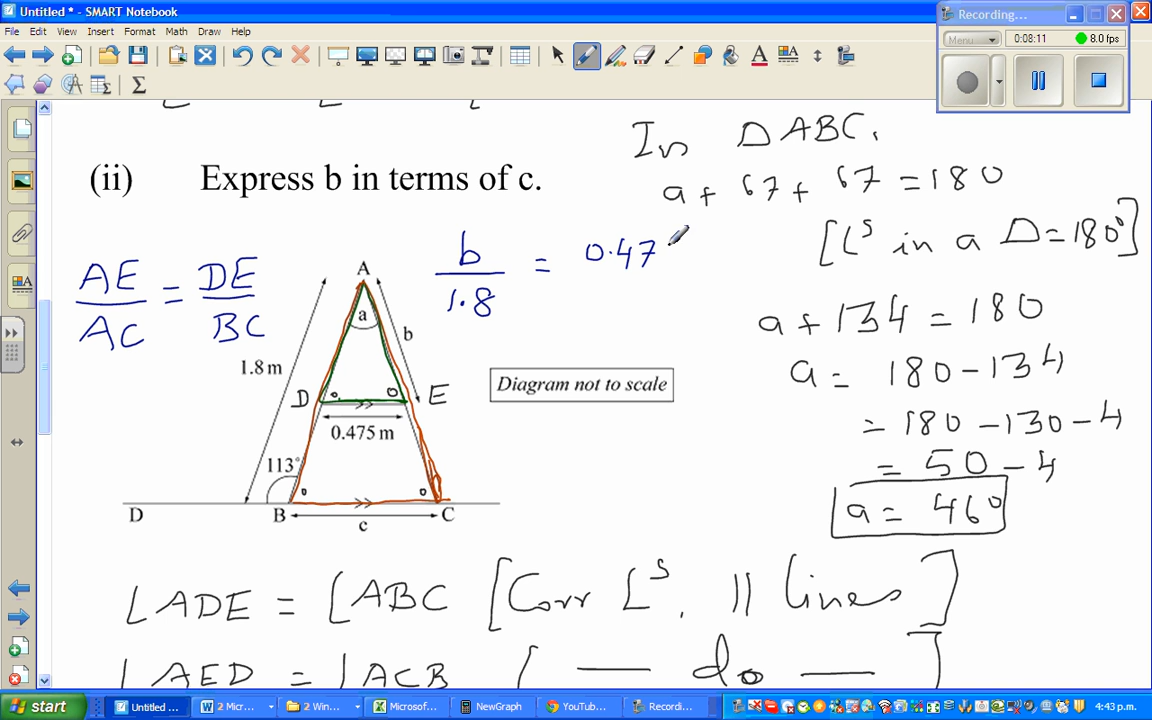 Untitled * - SMART Notebook
File Edit View Insert Format Math Draw Help
Recording...
Menu
0:08:11
8.0 fps
In Δ ABC,
(ii) Express b in terms of c.
a + 67 + 67 = 180
[∠s in a Δ = 180°]
AE/AC = DE/BC
b/1.8 = 0.47
A
a
b
1.8 m
D
E
0.475 m
113°
D
B
C
c
Diagram not to scale
a + 134 = 180
a = 180 - 134
= 180 - 130 - 4
= 50 - 4
a = 46°
∠ADE = ∠ABC [Corr ∠s, || lines]
∠AED = ∠ACB [ — do — ]
start
Untitled *
2 Micr...
2 Win...
Microsof...
NewGraph
YouTube...
Recordi...
4:43 p.m.